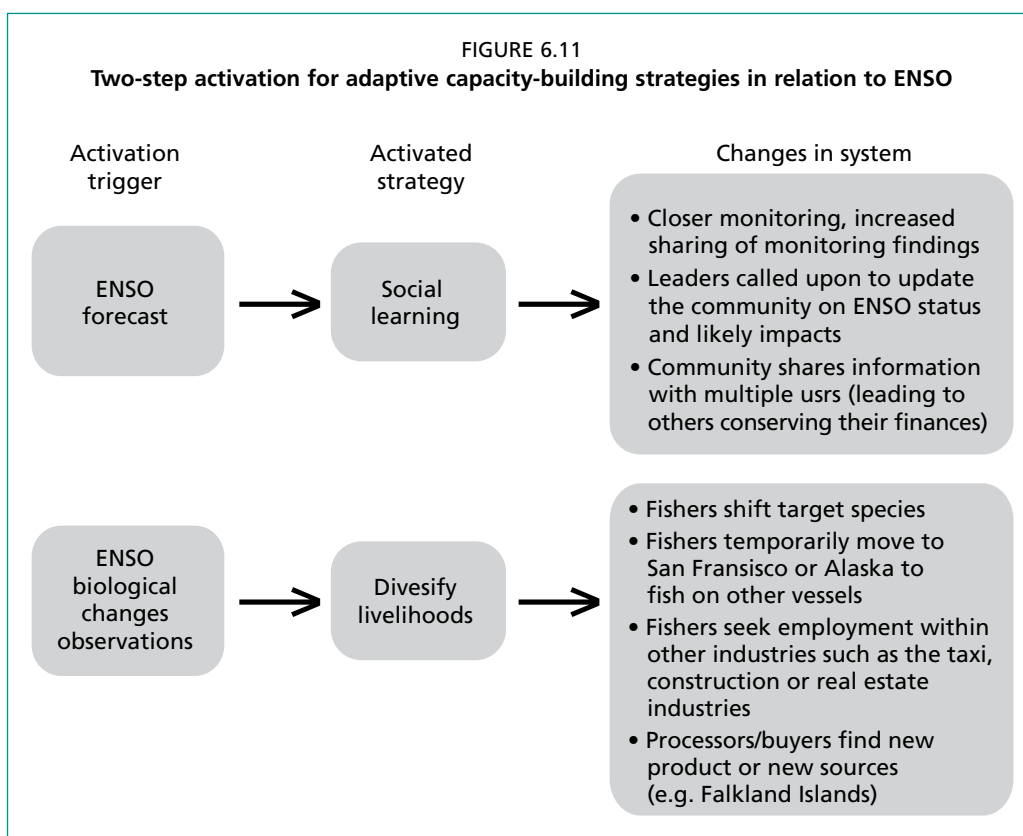 FIGURE 6.11
Two-step activation for adaptive capacity-building strategies in relation to ENSO
Activation
trigger
Activated
strategy
Changes in system
ENSO
forecast
Social
learning
• Closer monitoring, increased
sharing of monitoring findings
• Leaders called upon to update
the community on ENSO status
and likely impacts
• Community shares information
with multiple usrs (leading to
others conserving their finances)
ENSO
biological
changes
observations
Divesify
livelihoods
• Fishers shift target species
• Fishers temporarily move to
San Fransisco or Alaska to
fish on other vessels
• Fishers seek employment within
other industries such as the taxi,
construction or real estate
industries
• Processors/buyers find new
product or new sources
(e.g. Falkland Islands)